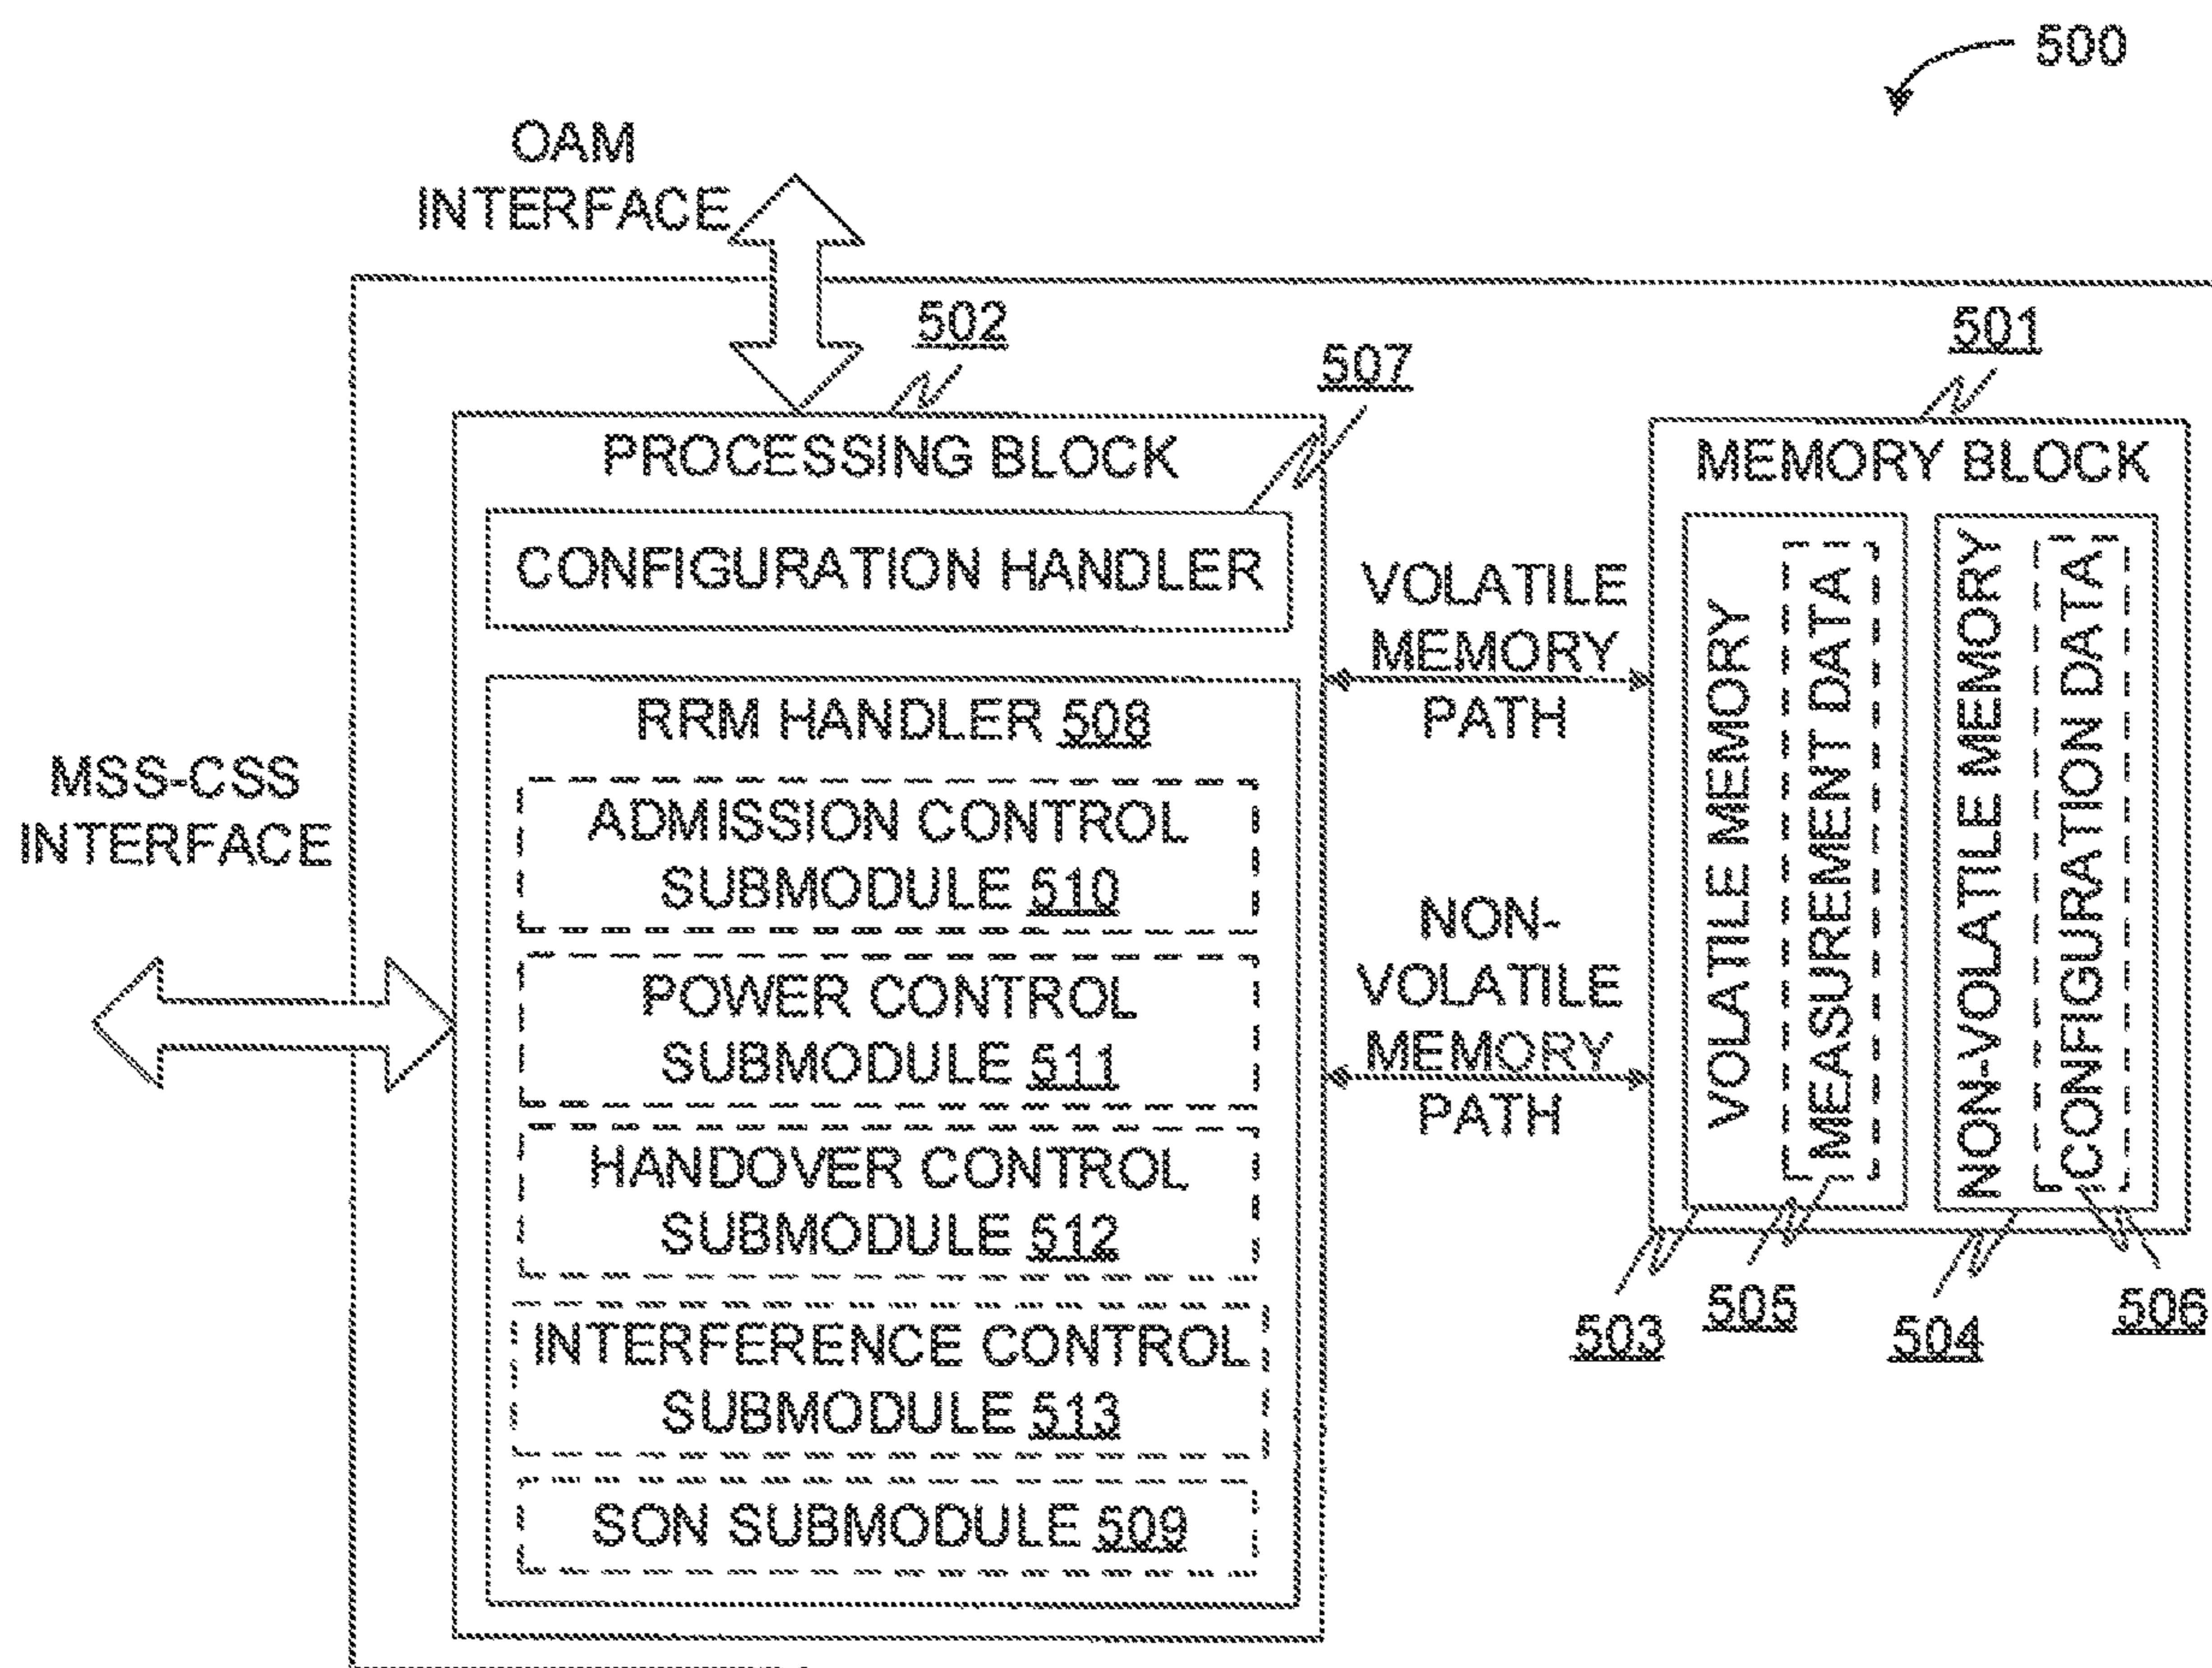 500
OAM
INTERFACE
502
507
501
PROCESSING BLOCK
CONFIGURATION HANDLER
RRM HANDLER 508
ADMISSION CONTROL
SUBMODULE 510
POWER CONTROL
SUBMODULE 511
HANDOVER CONTROL
SUBMODULE 512
INTERFERENCE CONTROL
SUBMODULE 513
SON SUBMODULE 509
MSS-CSS
INTERFACE
VOLATILE
MEMORY
PATH
NON-
VOLATILE
MEMORY
PATH
MEMORY BLOCK
VOLATILE MEMORY
MEASUREMENT DATA
NON-VOLATILE MEMORY
CONFIGURATION DATA
503
505
504
506